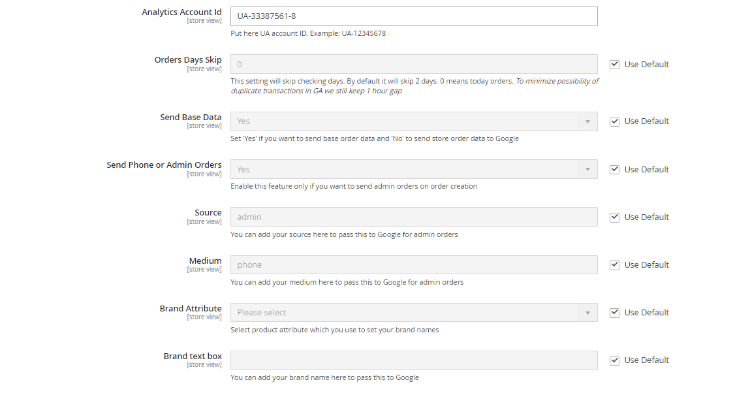 Analytics Account Id
[store view]
UA-33387561-8
Put here UA account ID. Example: UA-12345678
Orders Days Skip
[store view]
0
Use Default
This setting will skip checking days. By default it will skip 2 days. 0 means today orders. To minimize possibility of
duplicate transactions in GA we still keep 1 hour gap
Send Base Data
[store view]
Yes
Use Default
Set 'Yes' if you want to send base order data and 'No' to send store order data to Google
Send Phone or Admin Orders
[store view]
Yes
Use Default
Enable this feature only if you want to send admin orders on order creation
Source
[store view]
admin
Use Default
You can add your source here to pass this to Google for admin orders
Medium
[store view]
phone
Use Default
You can add your medium here to pass this to Google for admin orders
Brand Attribute
[store view]
Please select
Use Default
Select product attribute which you use to set your brand names
Brand text box
[store view]
Use Default
You can add your brand name here to pass this to Google